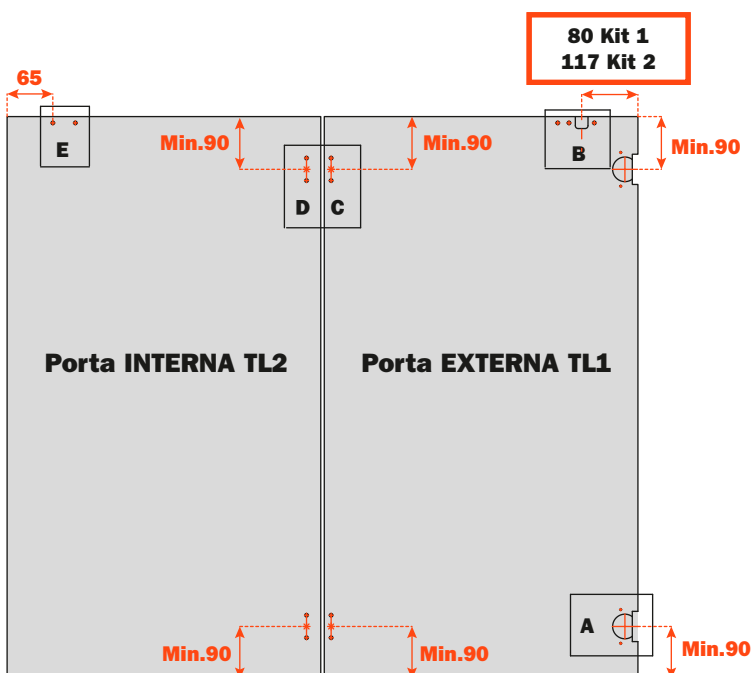 80 Kit 1
117 Kit 2
65
E
Min.90
Min.90
B
Min.90
D
C
Porta INTERNA TL2
Porta EXTERNA TL1
A
Min.90
Min.90
Min.90